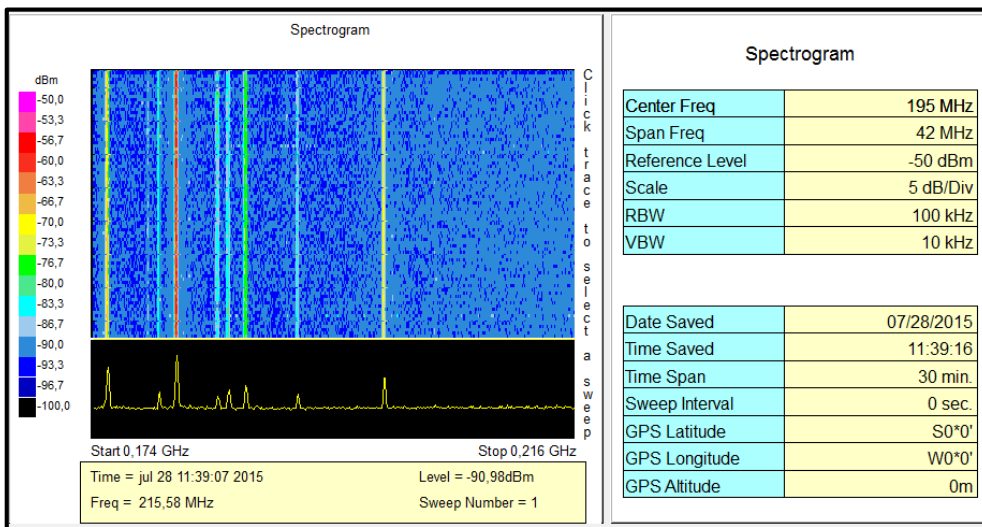 Spectrogram
dBm
-50,0
-53,3
-56,7
-60,0
-63,3
-66,7
-70,0
-73,3
-76,7
-80,0
-83,3
-86,7
-90,0
-93,3
-96,7
-100,0
Click trace to select a sweep
Start 0,174 GHz Stop 0,216 GHz
Time = jul 28 11:39:07 2015 Level = -90,98dBm
Freq = 215,58 MHz Sweep Number = 1
Spectrogram
Center Freq 195 MHz
Span Freq 42 MHz
Reference Level -50 dBm
Scale 5 dB/Div
RBW 100 kHz
VBW 10 kHz
Date Saved 07/28/2015
Time Saved 11:39:16
Time Span 30 min.
Sweep Interval 0 sec.
GPS Latitude S0*0'
GPS Longitude W0*0'
GPS Altitude 0m